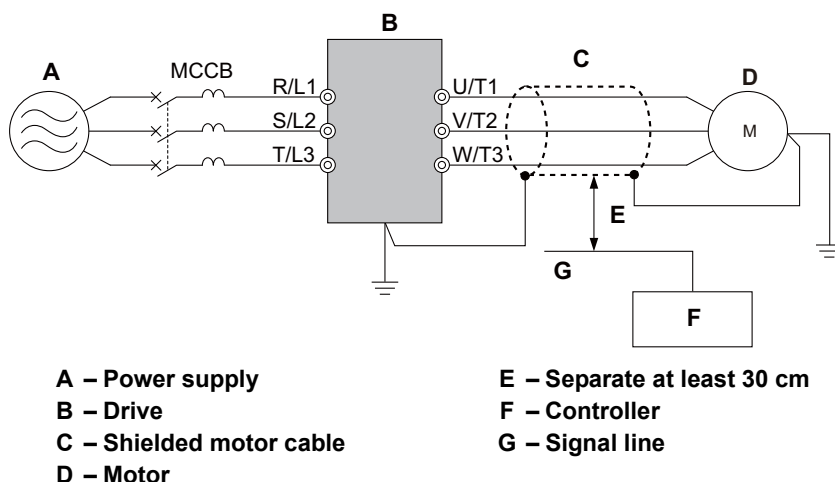 B
C
A
MCCB
D
R/L1
U/T1
S/L2
V/T2
M
T/L3
W/T3
E
G
F
A – Power supply
B – Drive
C – Shielded motor cable
D – Motor
E – Separate at least 30 cm
F – Controller
G – Signal line